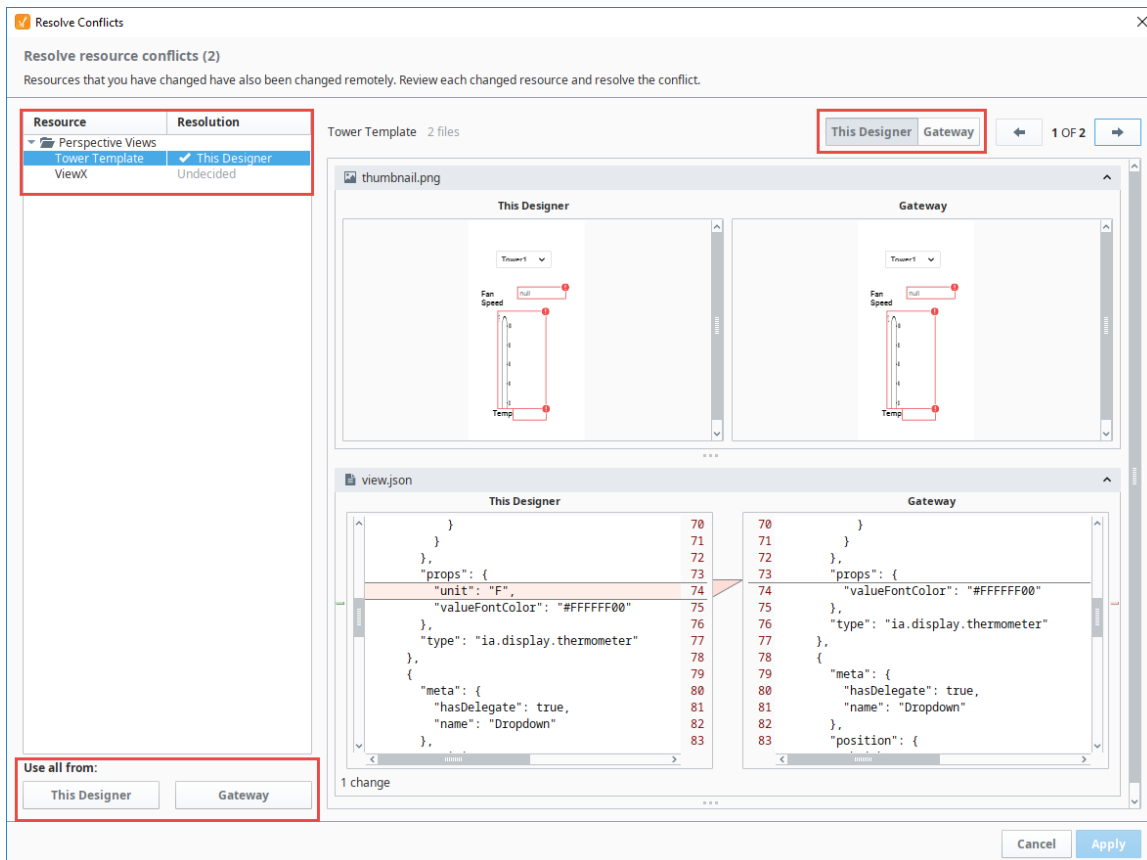 Resolve Conflicts
Resolve resource conflicts (2)
Resources that you have changed have also been changed remotely. Review each changed resource and resolve the conflict.
Resource Resolution
Perspective Views
Tower Template This Designer
ViewX Undecided
Use all from:
This Designer Gateway
Tower Template 2 files
This Designer Gateway 1 OF 2
thumbnail.png
This Designer Gateway
Tower1 Tower1
Fan Speed null Fan Speed null
Temp Temp
view.json
This Designer Gateway
} 70 70 }
} 71 71 }
}, 72 72 },
"props": { 73 73 "props": {
"unit": "F", 74 74 "valueFontColor": "#FFFFFF00"
"valueFontColor": "#FFFFFF00" 75 75 },
}, 76 76 "type": "ia.display.thermometer"
"type": "ia.display.thermometer" 77 77 },
}, 78 78 {
{ 79 79 "meta": {
"meta": { 80 80 "hasDelegate": true,
"hasDelegate": true, 81 81 "name": "Dropdown"
"name": "Dropdown" 82 82 },
}, 83 83 "position": {
1 change
Cancel Apply